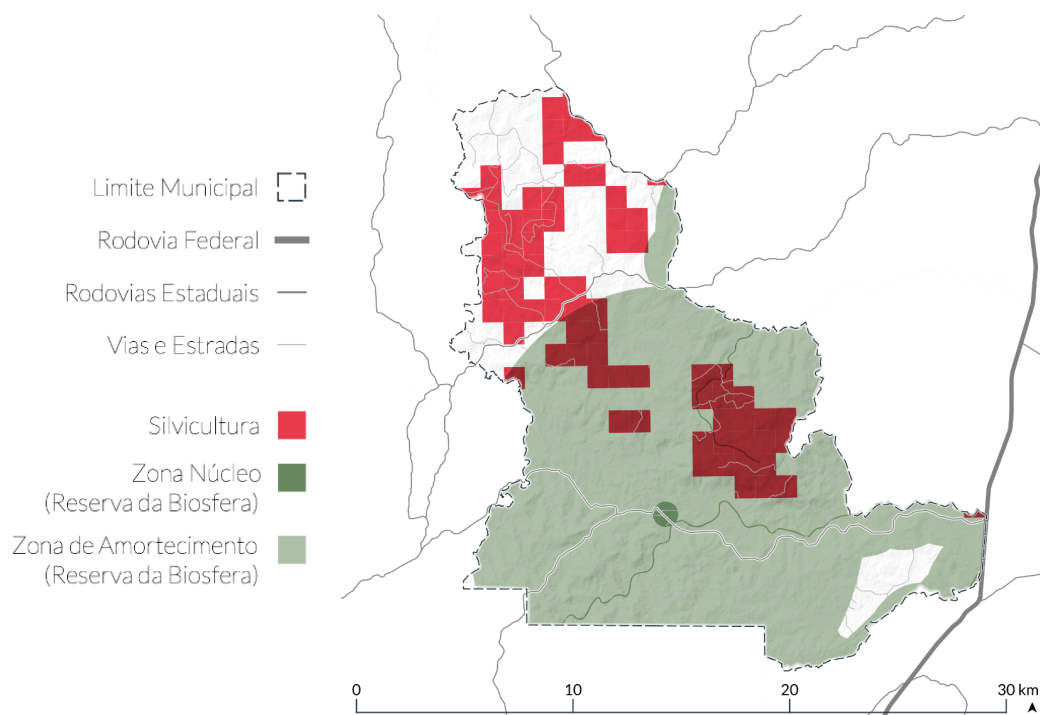 Limite Municipal
Rodovia Federal
Rodovias Estaduais
Vias e Estradas
Silvicultura
Zona Núcleo
(Reserva da Biosfera)
Zona de Amortecimento
(Reserva da Biosfera)
0
10
20
30 km